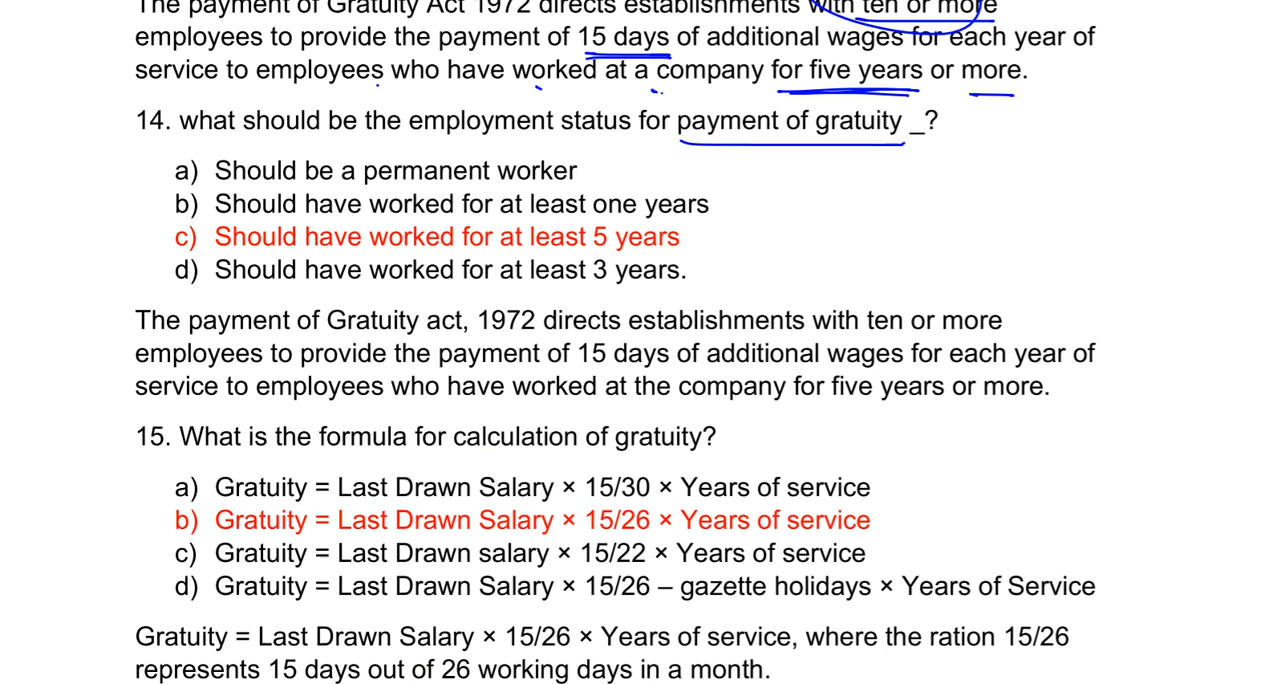 The payment of Gratuity Act 1972 directs establishments with ten or more
employees to provide the payment of 15 days of additional wages for each year of
service to employees who have worked at a company for five years or more.
14. what should be the employment status for payment of gratuity _?
a) Should be a permanent worker
b) Should have worked for at least one years
c) Should have worked for at least 5 years
d) Should have worked for at least 3 years.
The payment of Gratuity act, 1972 directs establishments with ten or more
employees to provide the payment of 15 days of additional wages for each year of
service to employees who have worked at the company for five years or more.
15. What is the formula for calculation of gratuity?
a) Gratuity = Last Drawn Salary × 15/30 × Years of service
b) Gratuity = Last Drawn Salary × 15/26 × Years of service
c) Gratuity = Last Drawn salary × 15/22 × Years of service
d) Gratuity = Last Drawn Salary × 15/26 – gazette holidays × Years of Service
Gratuity = Last Drawn Salary × 15/26 × Years of service, where the ration 15/26
represents 15 days out of 26 working days in a month.